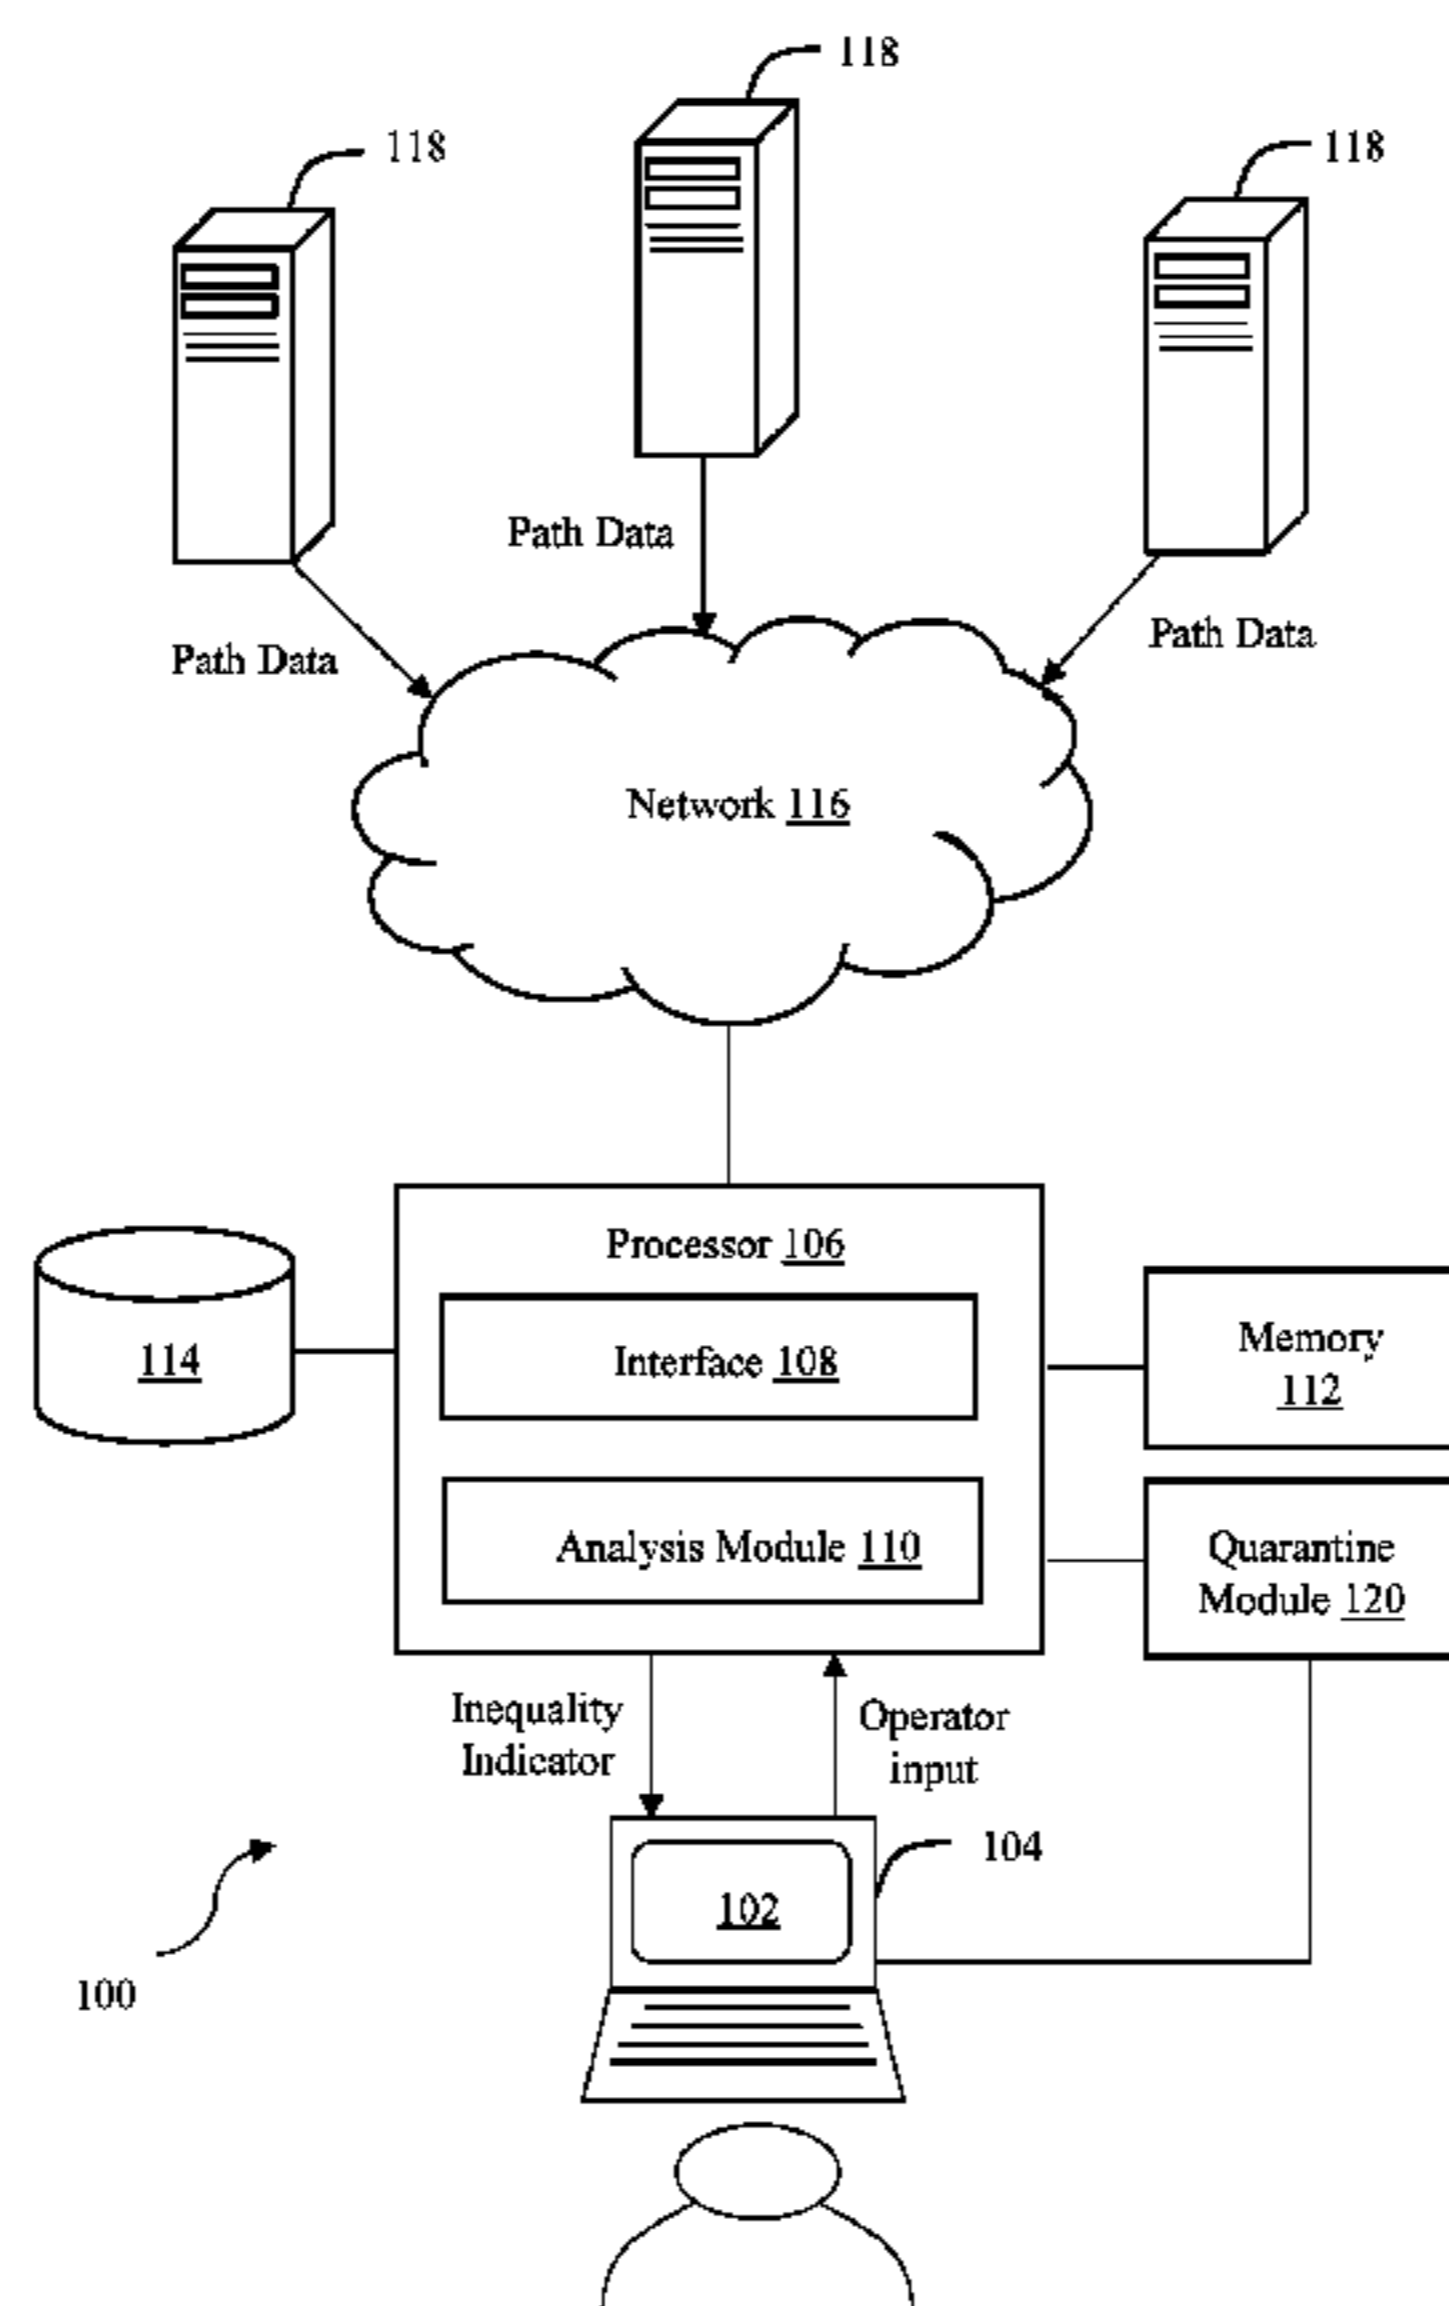 118
118
118
Path Data
Path Data
Path Data
Network 116
Processor 106
114
Interface 108
Memory
112
Analysis Module 110
Quarantine
Module 120
Inequality
Indicator
Operator
input
104
102
100